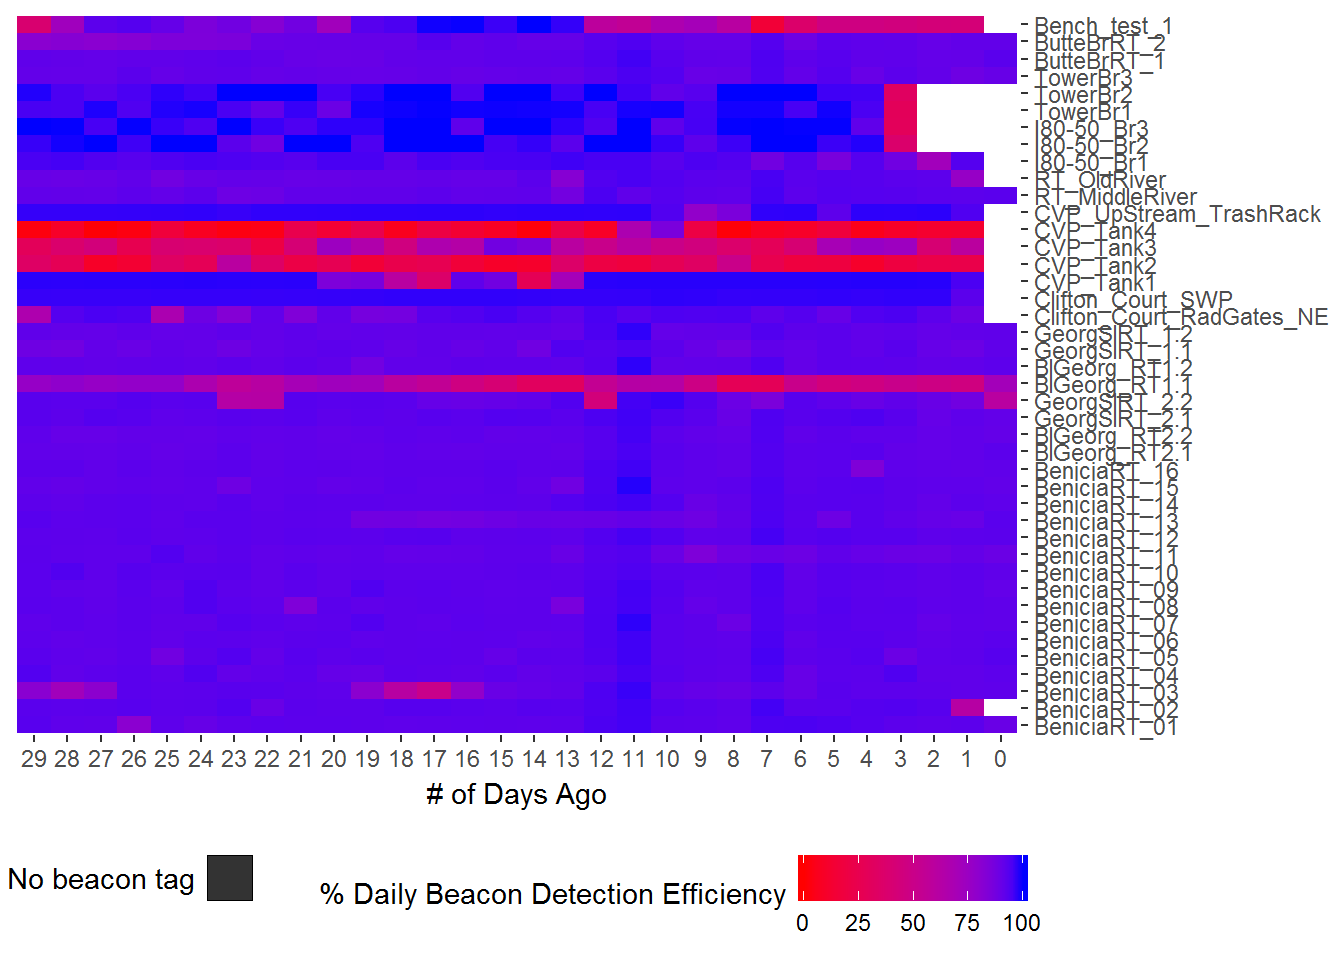 Bench_test_1
ButteBrRT_2
ButteBrRT_1
TowerBr3
TowerBr2
TowerBr1
I80-50_Br3
I80-50_Br2
I80-50_Br1
RT_OldRiver
RT_MiddleRiver
CVP_UpStream_TrashRack
CVP_Tank4
CVP_Tank3
CVP_Tank2
CVP_Tank1
Clifton_Court_SWP
Clifton_Court_RadGates_NE
GeorgSlRT_1.2
GeorgSlRT_1.1
BlGeorg_RT1.2
BlGeorg_RT1.1
GeorgSlRT_2.2
GeorgSlRT_2.1
BlGeorg_RT2.2
BlGeorg_RT2.1
BeniciaRT_16
BeniciaRT_15
BeniciaRT_14
BeniciaRT_13
BeniciaRT_12
BeniciaRT_11
BeniciaRT_10
BeniciaRT_09
BeniciaRT_08
BeniciaRT_07
BeniciaRT_06
BeniciaRT_05
BeniciaRT_04
BeniciaRT_03
BeniciaRT_02
BeniciaRT_01
29 28 27 26 25 24 23 22 21 20 19 18 17 16 15 14 13 12 11 10 9 8 7 6 5 4 3 2 1 0
# of Days Ago
No beacon tag
% Daily Beacon Detection Efficiency
0 25 50 75 100